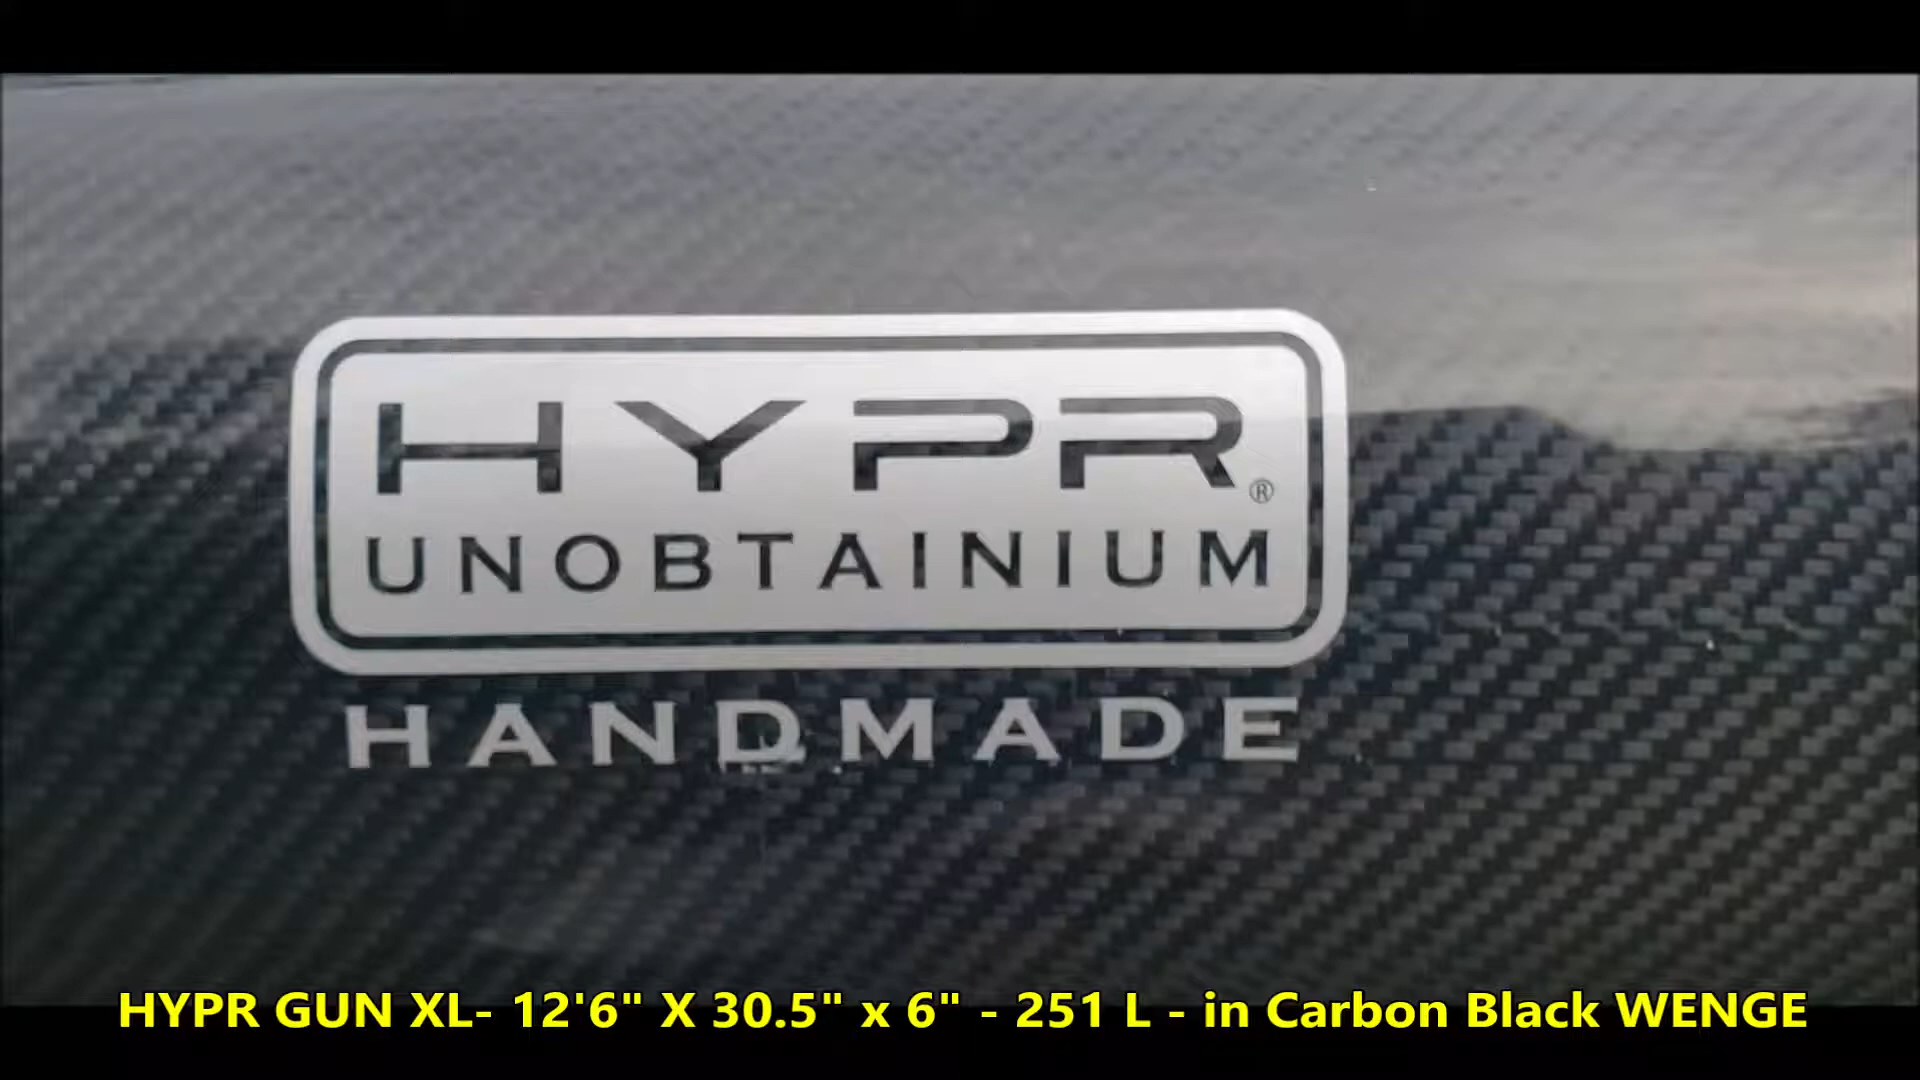 HYPR®
UNOBTAINIUM
HANDMADE
HYPR GUN XL- 12'6" X 30.5" x 6" - 251 L - in Carbon Black WENGE